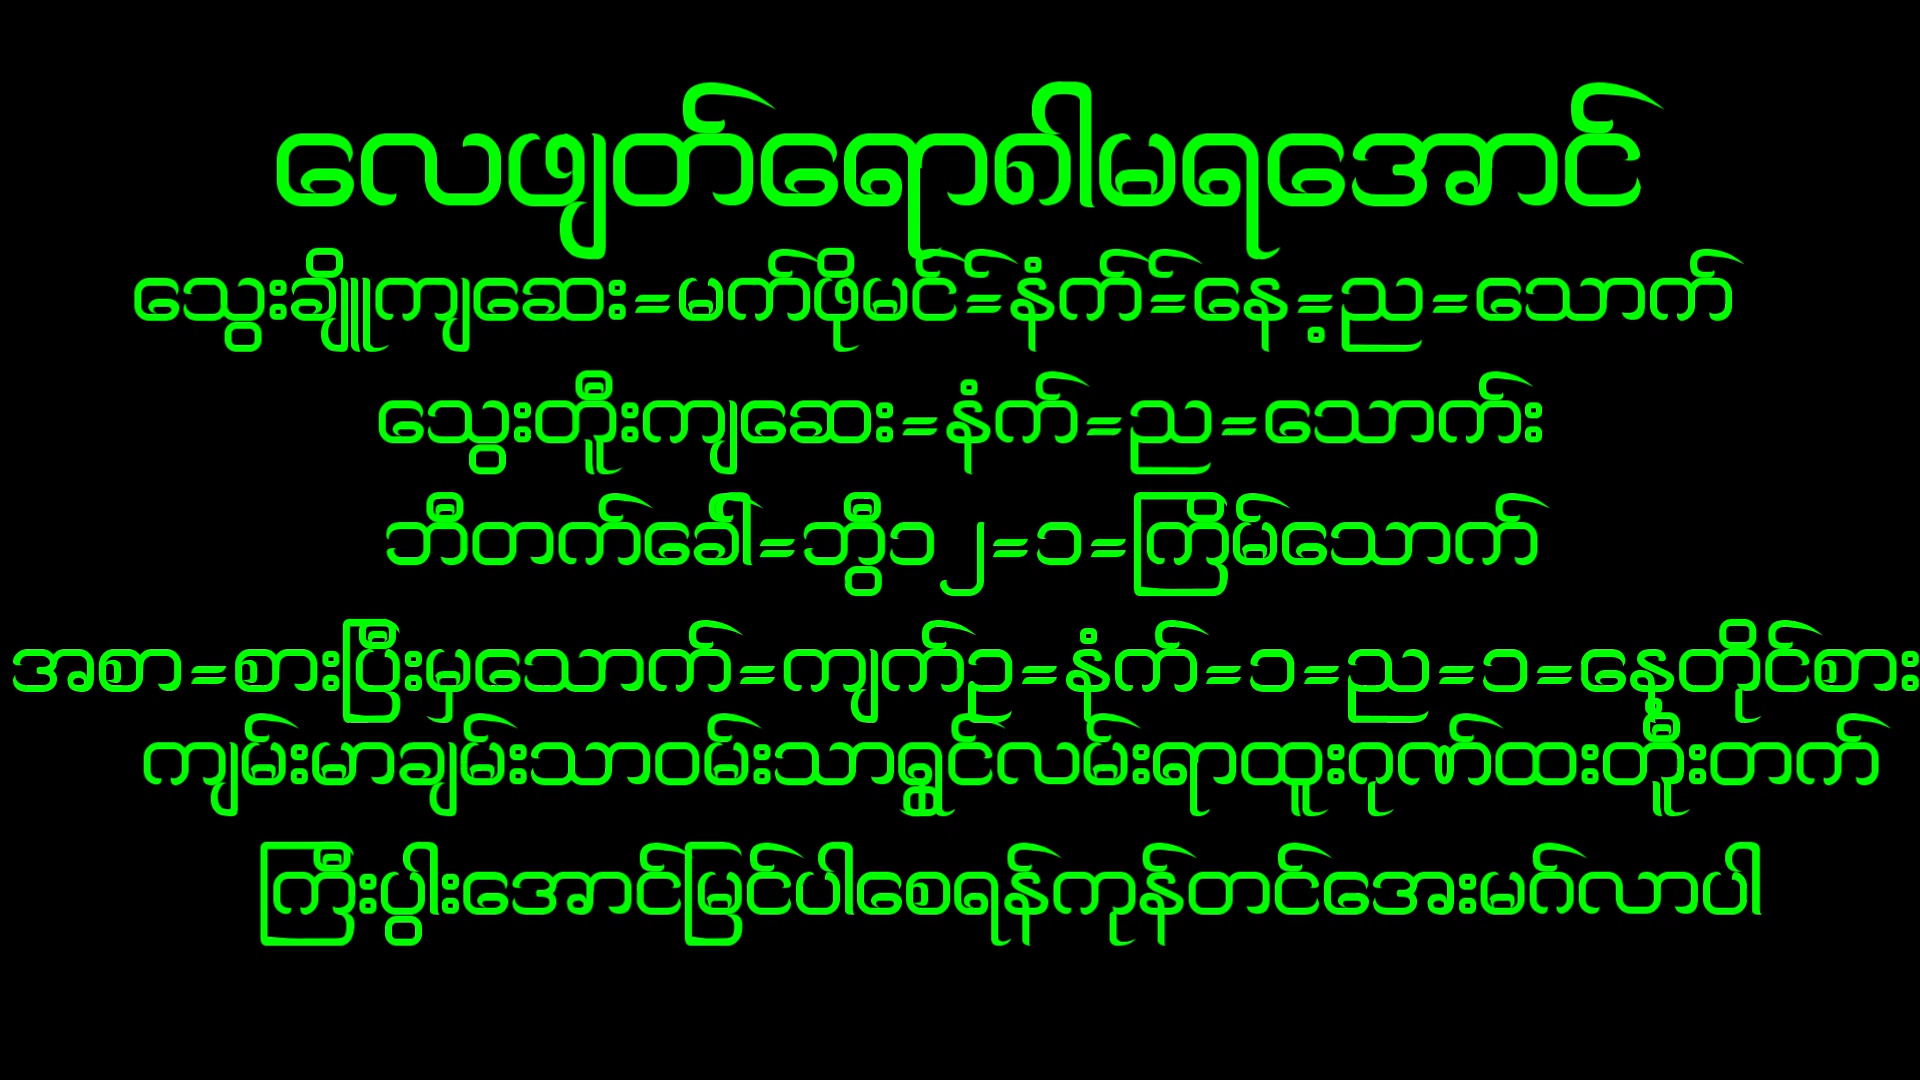 လေဖျတ်ရောဂါမရအောင်
သွေးချိူကျဆေး=မက်ဖိုမင်=်နံက်=်နေ=့ည=သောက်
သွေးတီူးကျဆေး=နံက်=ည=သောက်း
ဘီတက်ခေါ်=ဘွီ၁၂=၁=ကြိမ်သောက်
အစာ=စားပြီးမှသောက်=ကျက်ဥ=နံက်=၁=ည=၁=နေ့တိုင်စား
ကျမ်းမာချမ်းသာဝမ်းသာရွှင်လမ်းရာထူးဂုဏ်ထးတီူးတက်
ကြီးပွါးအောင်မြင်ပါစေရန်ကုန်တင်အေးမဂ်လာပါ